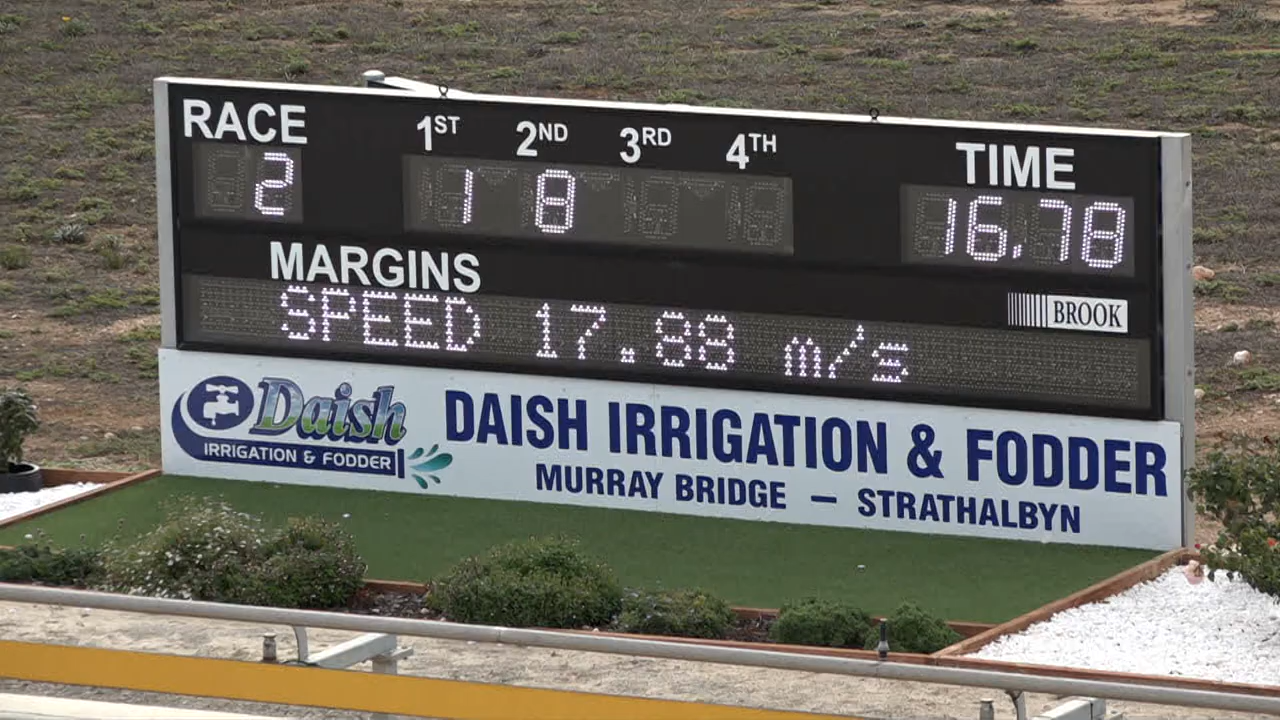 RACE 1ST 2ND 3RD 4TH TIME
2 1 8 16.78
MARGINS
BROOK
SPEED 17.88 m/s
Daish
IRRIGATION & FODDER
DAISH IRRIGATION & FODDER
MURRAY BRIDGE – STRATHALBYN